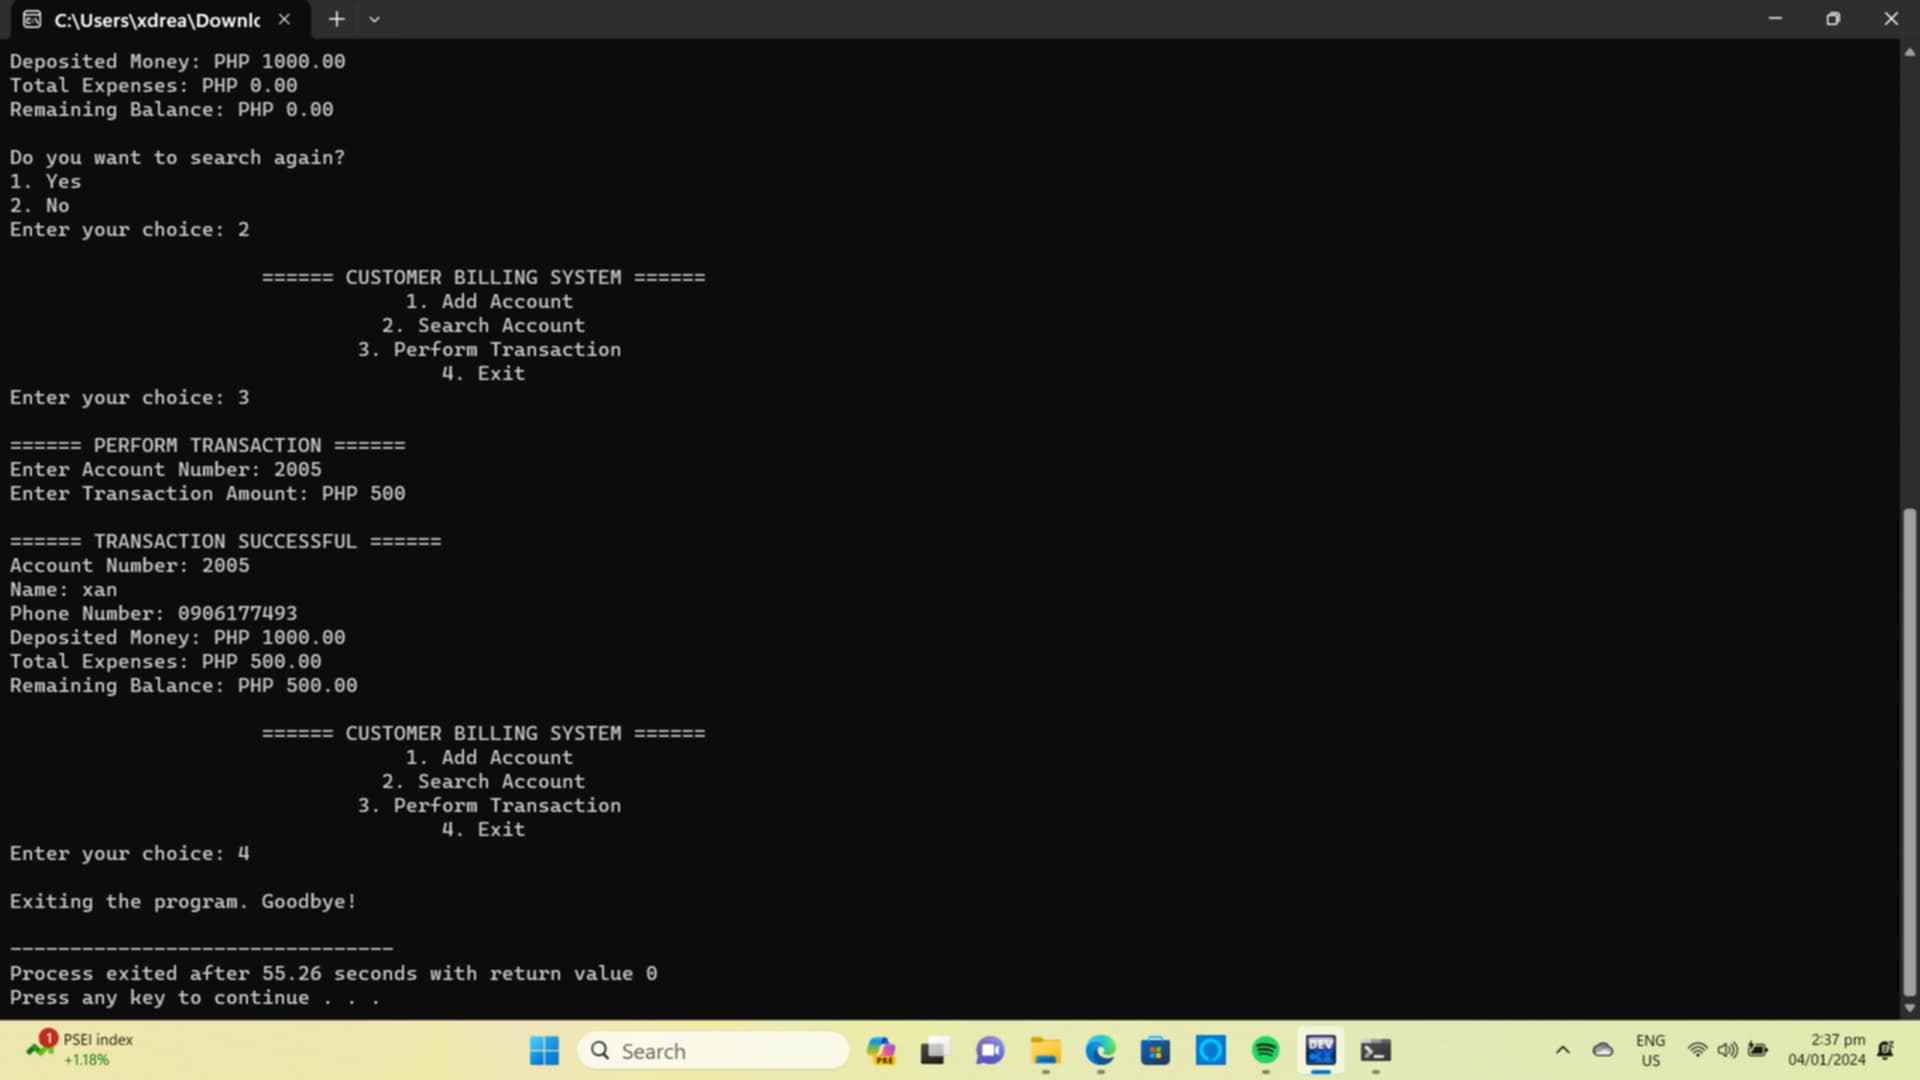 C:\Users\xdrea\Downlc
Deposited Money: PHP 1000.00
Total Expenses: PHP 0.00
Remaining Balance: PHP 0.00
Do you want to search again?
1. Yes
2. No
Enter your choice: 2
====== CUSTOMER BILLING SYSTEM ======
1. Add Account
2. Search Account
3. Perform Transaction
4. Exit
Enter your choice: 3
====== PERFORM TRANSACTION ======
Enter Account Number: 2005
Enter Transaction Amount: PHP 500
====== TRANSACTION SUCCESSFUL ======
Account Number: 2005
Name: xan
Phone Number: 0906177493
Deposited Money: PHP 1000.00
Total Expenses: PHP 500.00
Remaining Balance: PHP 500.00
====== CUSTOMER BILLING SYSTEM ======
1. Add Account
2. Search Account
3. Perform Transaction
4. Exit
Enter your choice: 4
Exiting the program. Goodbye!
--------------------------------
Process exited after 55.26 seconds with return value 0
Press any key to continue . . .
1 PSEI index
+1.18%
Search
PRE
DEV
ENG
US
2:37 pm
04/01/2024